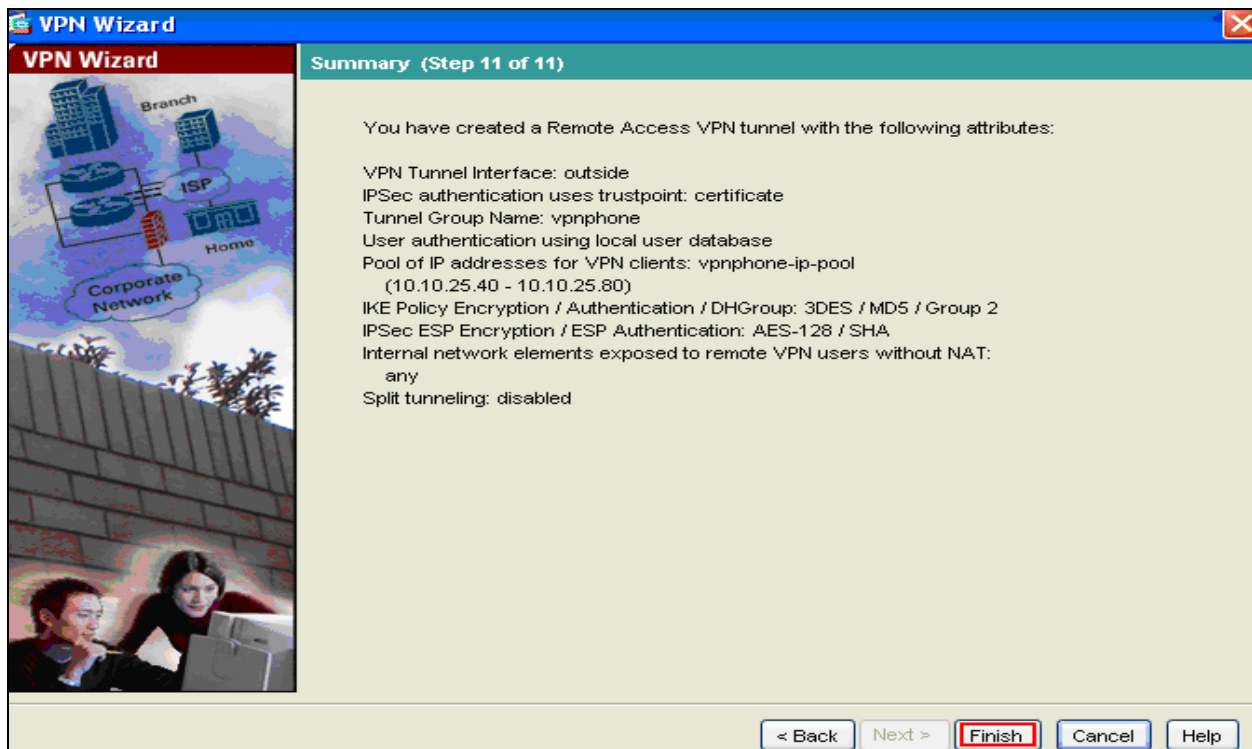 VPN Wizard
VPN Wizard
Summary (Step 11 of 11)
Branch
ISP
Home
Corporate
Network
You have created a Remote Access VPN tunnel with the following attributes:
VPN Tunnel Interface: outside
IPSec authentication uses trustpoint: certificate
Tunnel Group Name: vpnphone
User authentication using local user database
Pool of IP addresses for VPN clients: vpnphone-ip-pool
(10.10.25.40 - 10.10.25.80)
IKE Policy Encryption / Authentication / DHGroup: 3DES / MD5 / Group 2
IPSec ESP Encryption / ESP Authentication: AES-128 / SHA
Internal network elements exposed to remote VPN users without NAT:
any
Split tunneling: disabled
< Back Next > Finish Cancel Help